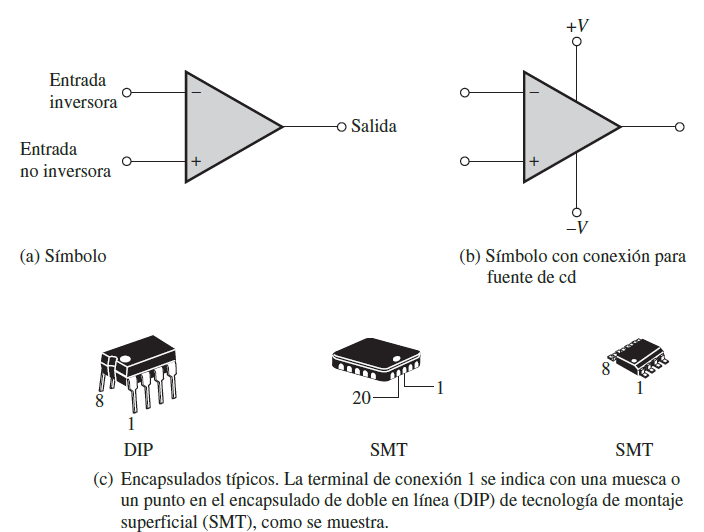 +V
Entrada
inversora
−
Salida
−
Entrada
no inversora
+
+
−V
(a) Símbolo
(b) Símbolo con conexión para
fuente de cd
8
1
20
1
8
1
DIP
SMT
SMT
(c) Encapsulados típicos. La terminal de conexión 1 se indica con una muesca o
un punto en el encapsulado de doble en línea (DIP) de tecnología de montaje
superficial (SMT), como se muestra.